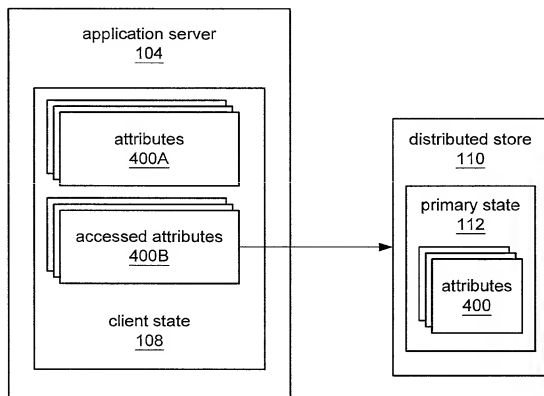 application server
104
attributes
400A
accessed attributes
400B
client state
108
distributed store
110
primary state
112
attributes
400